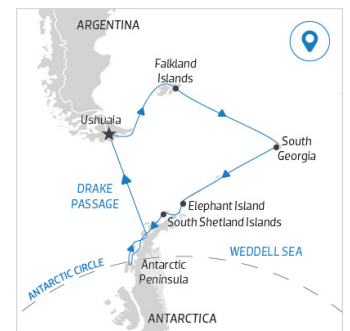 ARGENTINA
Falkland
Islands
Ushuaia
South
Georgia
DRAKE
PASSAGE
Elephant Island
South Shetland Islands
WEDDELL SEA
ANTARCTIC CIRCLE
Antarctic
Peninsula
ANTARCTICA